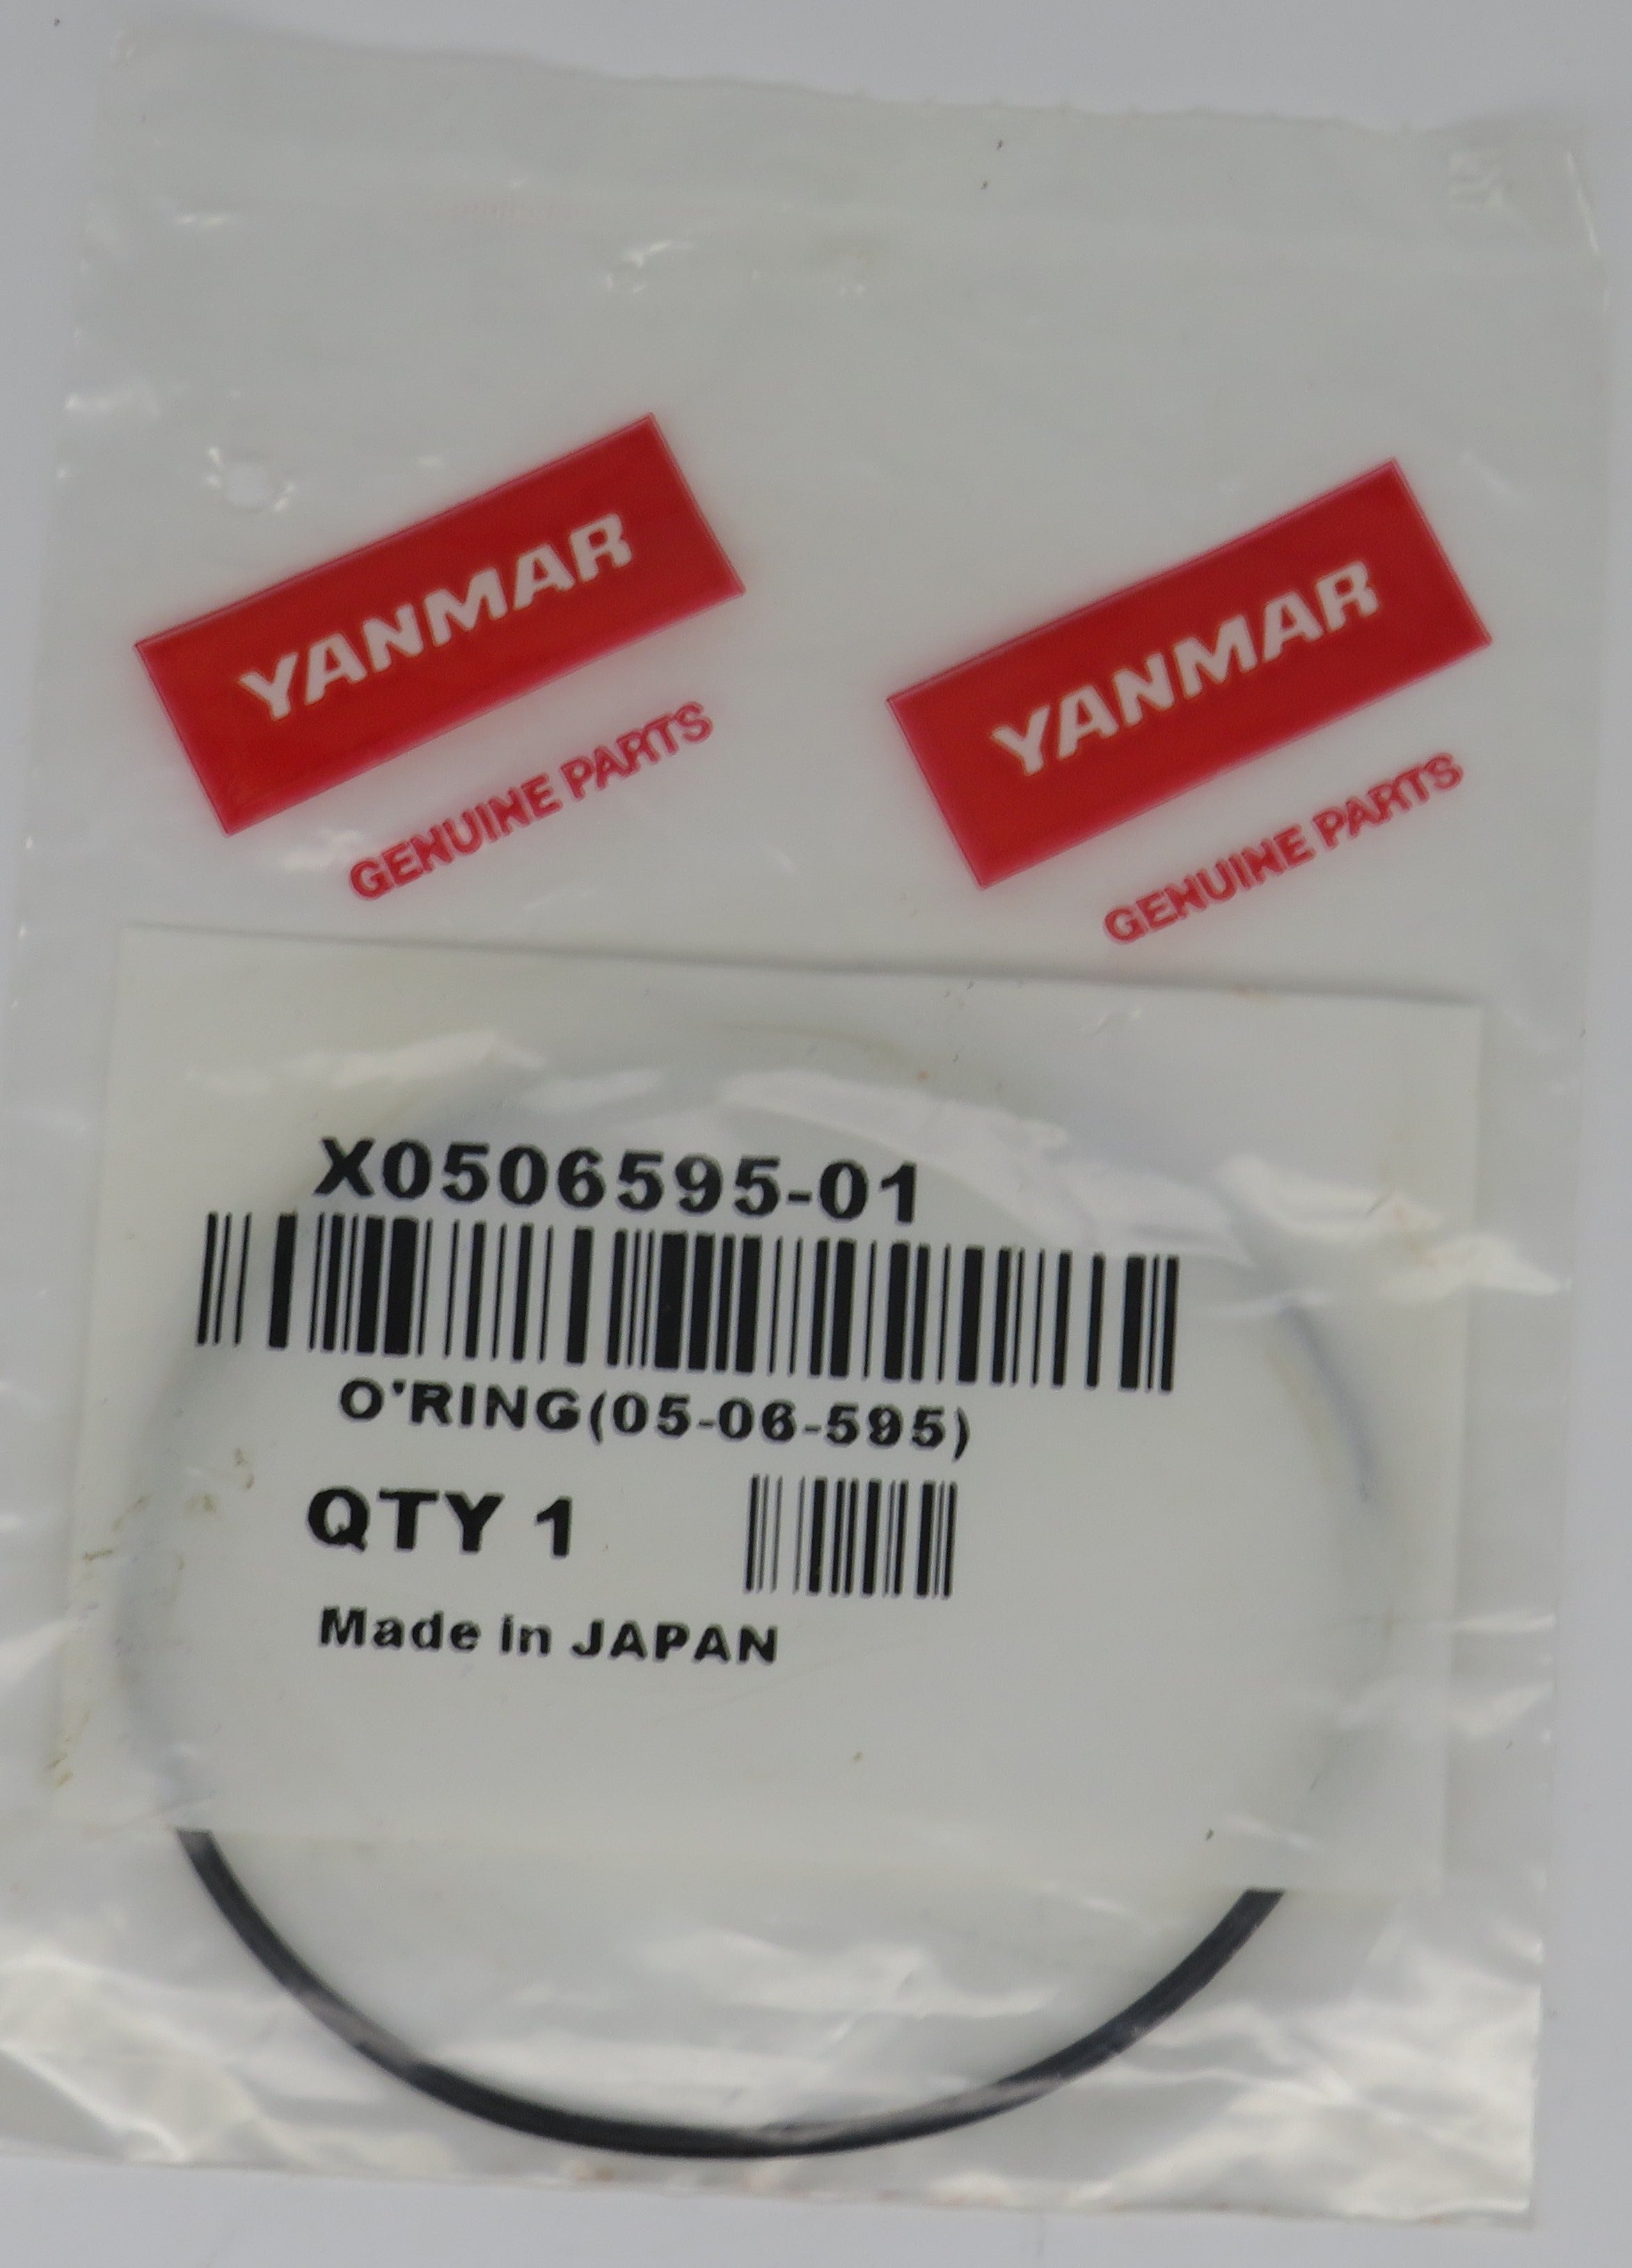 YANMAR
GENUINE PARTS
YANMAR
GENUINE PARTS
X0506595-01
O'RING(05-06-595)
QTY 1
Made in JAPAN